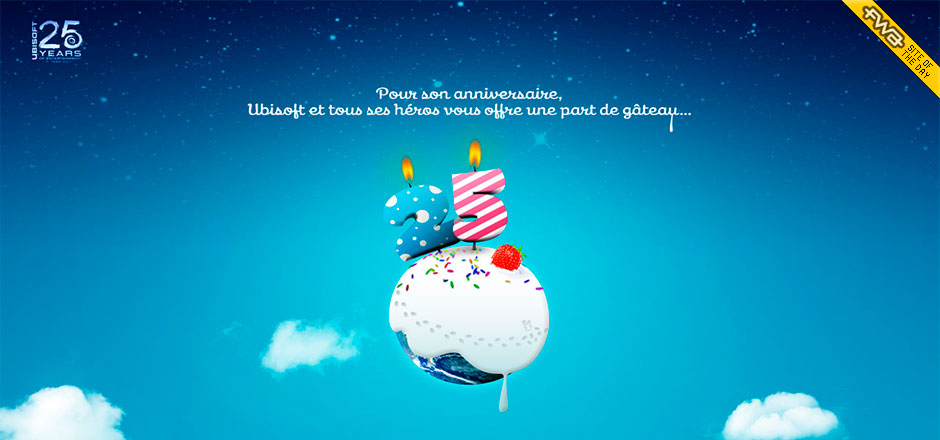 UBISOFT
25
YEARS
FWA
SITE OF
THE DAY
Pour son anniversaire,
Ubisoft et tous ses héros vous offre une part de gâteau...
25